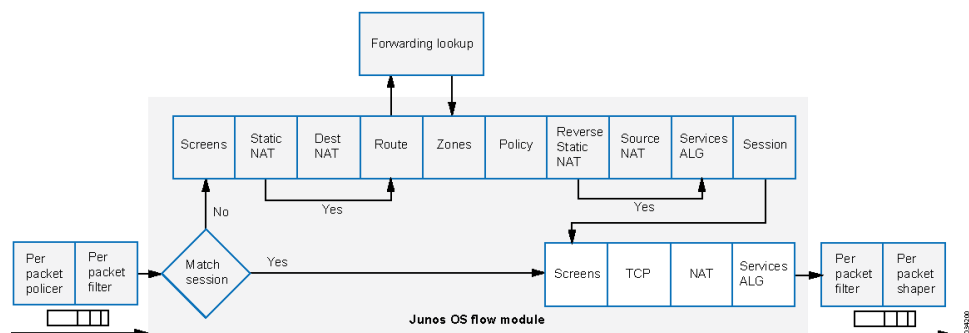 Forwarding lookup
Screens
Static
NAT
Dest
NAT
Route
Zones
Policy
Reverse
Static
NAT
Source
NAT
Services
ALG
Session
Yes
Yes
No
Per
packet
policer
Per
packet
filter
Match
session
Yes
Screens
TCP
NAT
Services
ALG
Per
packet
filter
Per
packet
shaper
Junos OS flow module